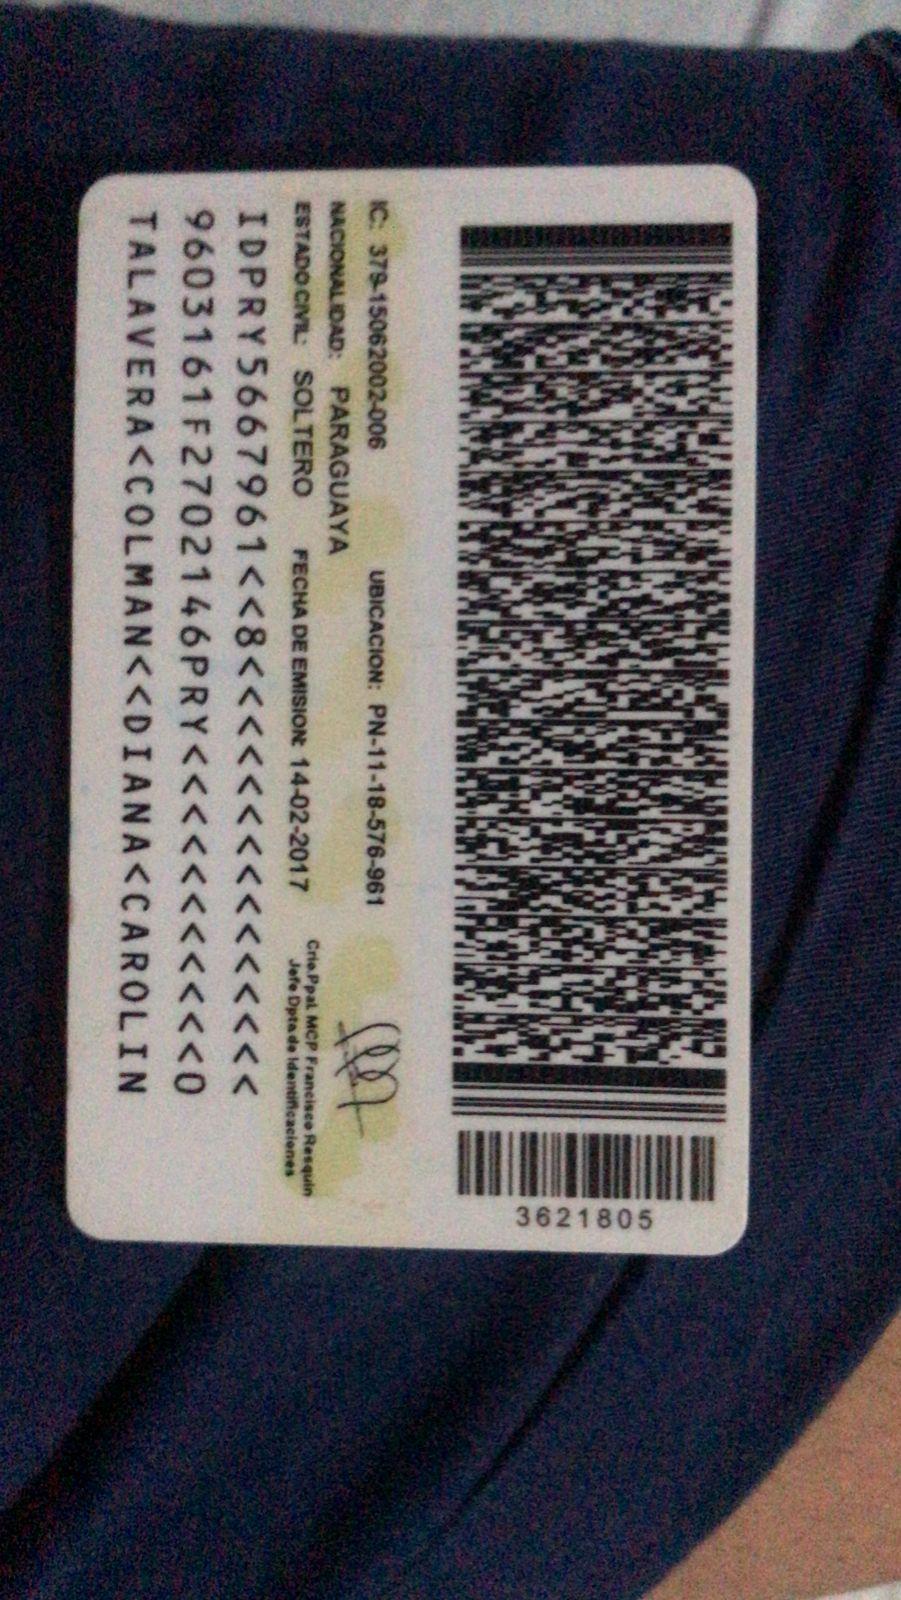 3621805
IC: 379-15062002-006 UBICACION: PN-11-18-576-961
NACIONALIDAD: PARAGUAYA
ESTADO CIVIL: SOLTERO FECHA DE EMISION: 14-02-2017
Crio.Ppal. MCP Francisco Resquin
Jefe Dpto de Identificaciones
IDPRY5667961<<8<<<<<<<<<<<<<<<
9603161F2702146PRY<<<<<<<<<<<0
TALAVERA<COLMAN<<DIANA<CAROLIN